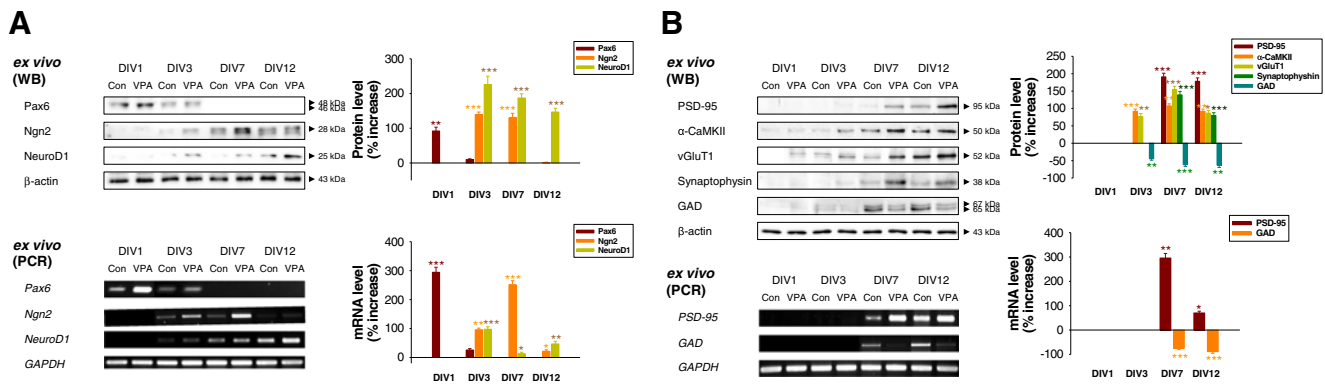 A
ex vivo
(WB)
DIV1 DIV3 DIV7 DIV12
Con VPA Con VPA Con VPA Con VPA
Pax6
48 kDa
46 kDa
Ngn2
28 kDa
NeuroD1
25 kDa
β-actin
43 kDa
Protein level
(% increase)
300
200
100
0
** *** *** *** *** ***
DIV1 DIV3 DIV7 DIV12
Pax6
Ngn2
NeuroD1
ex vivo
(PCR)
DIV1 DIV3 DIV7 DIV12
Con VPA Con VPA Con VPA Con VPA
Pax6
Ngn2
NeuroD1
GAPDH
mRNA level
(% increase)
400
300
200
100
0
*** ** *** *** * * **
DIV1 DIV3 DIV7 DIV12
Pax6
Ngn2
NeuroD1
B
ex vivo
(WB)
DIV1 DIV3 DIV7 DIV12
Con VPA Con VPA Con VPA Con VPA
PSD-95
95 kDa
α-CaMKII
50 kDa
vGluT1
52 kDa
Synaptophysin
38 kDa
GAD
67 kDa
65 kDa
β-actin
43 kDa
Protein level
(% increase)
300
250
200
150
100
50
0
-50
-100
DIV1 DIV3 DIV7 DIV12
PSD-95
α-CaMKII
vGluT1
Synaptophyshin
GAD
ex vivo
(PCR)
DIV1 DIV3 DIV7 DIV12
Con VPA Con VPA Con VPA Con VPA
PSD-95
GAD
GAPDH
mRNA level
(% increase)
400
300
200
100
0
-100
** *** * ***
DIV1 DIV3 DIV7 DIV12
PSD-95
GAD